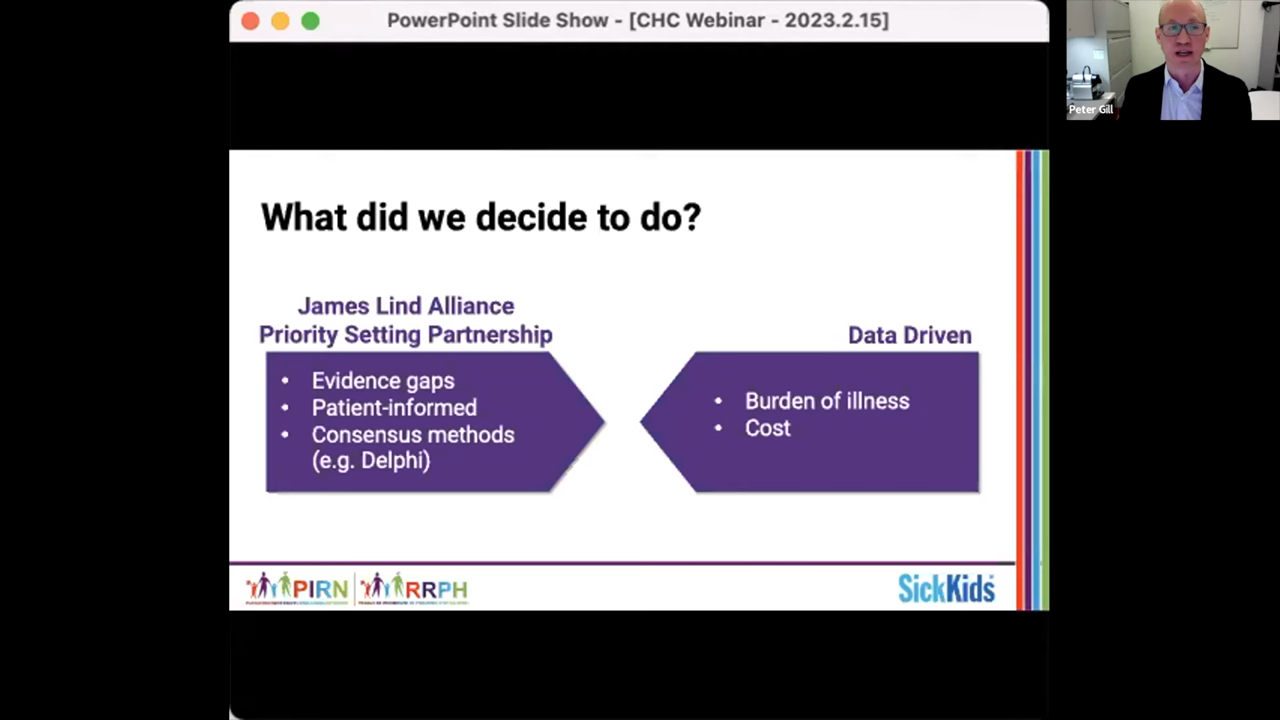 PowerPoint Slide Show - [CHC Webinar - 2023.2.15]
Peter Gill
What did we decide to do?
James Lind Alliance
Priority Setting Partnership
• Evidence gaps
• Patient-informed
• Consensus methods
(e.g. Delphi)
Data Driven
• Burden of illness
• Cost
PIRN
RRPH
SickKids